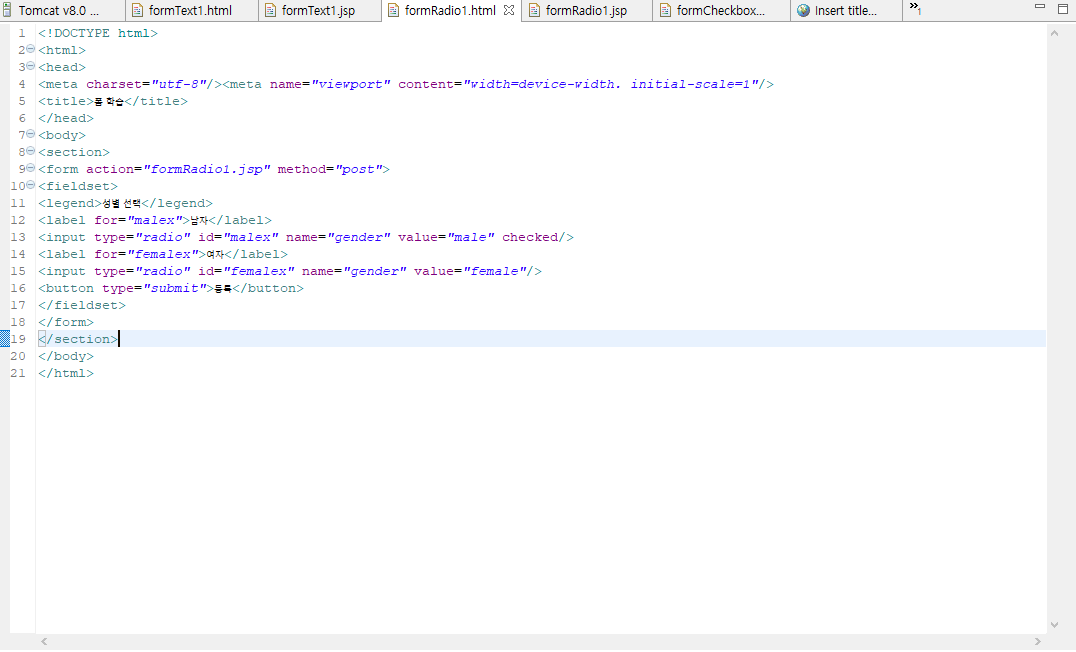 Tomcat v8.0 ...
formText1.html
formText1.jsp
formRadio1.html
formRadio1.jsp
formCheckbox...
Insert title...
»1
1 <!DOCTYPE html>
2 <html>
3 <head>
4 <meta charset="utf-8"/><meta name="viewport" content="width=device-width. initial-scale=1"/>
5 <title>폼 학습</title>
6 </head>
7 <body>
8 <section>
9 <form action="formRadio1.jsp" method="post">
10 <fieldset>
11 <legend>성별 선택</legend>
12 <label for="malex">남자</label>
13 <input type="radio" id="malex" name="gender" value="male" checked/>
14 <label for="femalex">여자</label>
15 <input type="radio" id="femalex" name="gender" value="female"/>
16 <button type="submit">등록</button>
17 </fieldset>
18 </form>
19 </section>
20 </body>
21 </html>